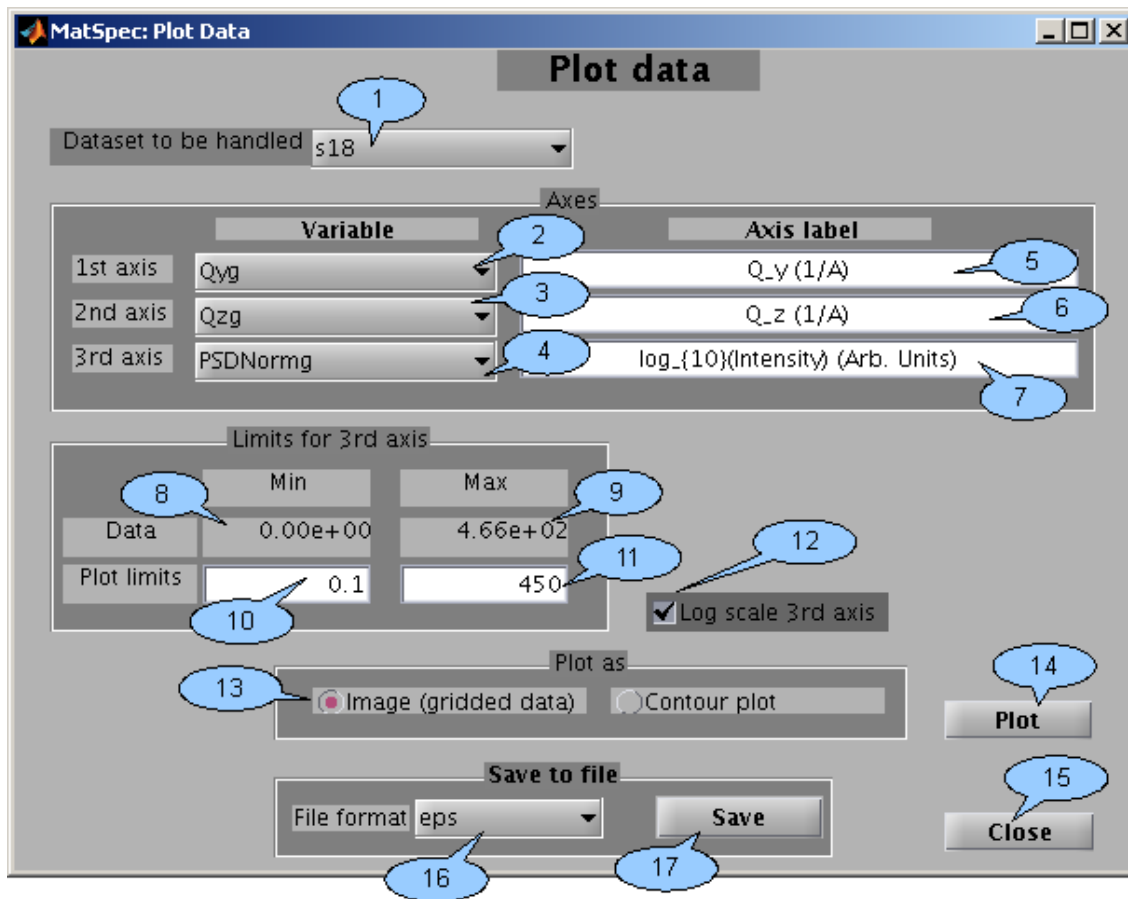 MatSpec: Plot Data
Plot data
1
Dataset to be handled s18
Axes
Variable Axis label
2
1st axis Qyg Q_y (1/A) 5
3
2nd axis Qzg Q_z (1/A) 6
3rd axis PSDNormg 4 log_{10}(Intensity) (Arb. Units)
7
Limits for 3rd axis
Min Max
8 9
Data 0.00e+00 4.66e+02
12
11
Plot limits 0.1 450
10
Log scale 3rd axis
Plot as
14
13
Image (gridded data) Contour plot
Plot
Save to file
15
File format eps Save
Close
16 17